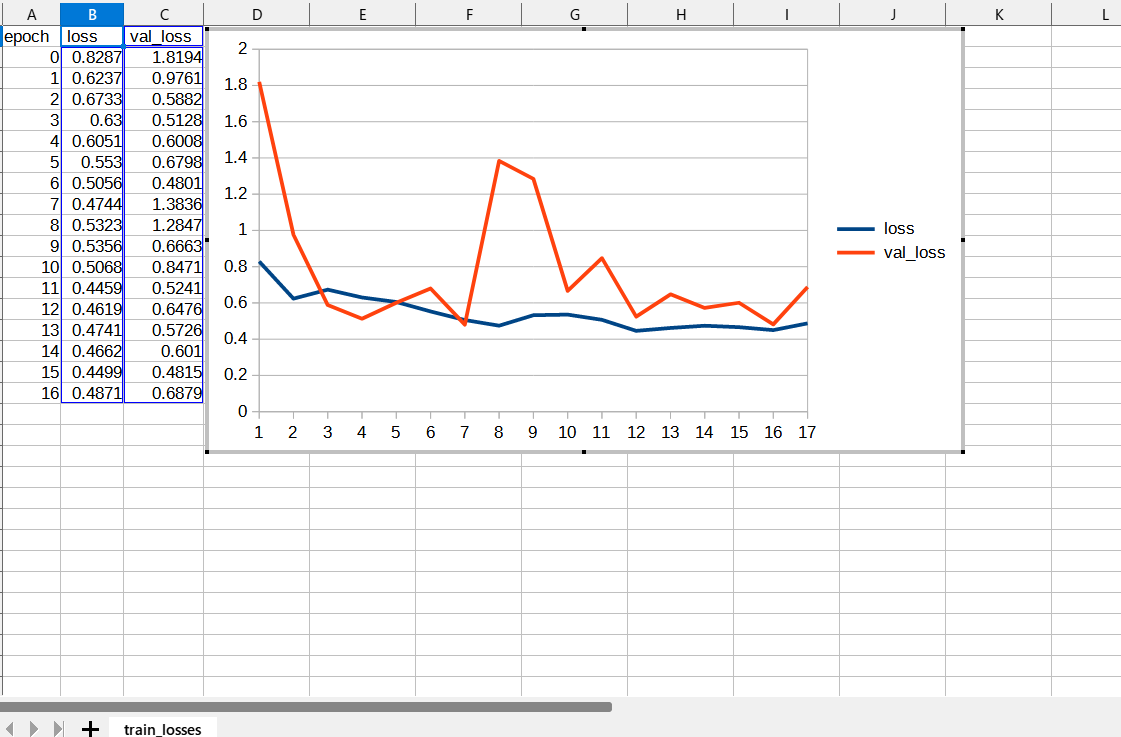 A B C D E F G H I J K L
epoch loss val_loss
0 0.8287 1.8194
1 0.6237 0.9761
2 0.6733 0.5882
3 0.63 0.5128
4 0.6051 0.6008
5 0.553 0.6798
6 0.5056 0.4801
7 0.4744 1.3836
8 0.5323 1.2847
9 0.5356 0.6663
10 0.5068 0.8471
11 0.4459 0.5241
12 0.4619 0.6476
13 0.4741 0.5726
14 0.4662 0.601
15 0.4499 0.4815
16 0.4871 0.6879
2
1.8
1.6
1.4
1.2
1
0.8
0.6
0.4
0.2
0
1 2 3 4 5 6 7 8 9 10 11 12 13 14 15 16 17
loss
val_loss
train_losses